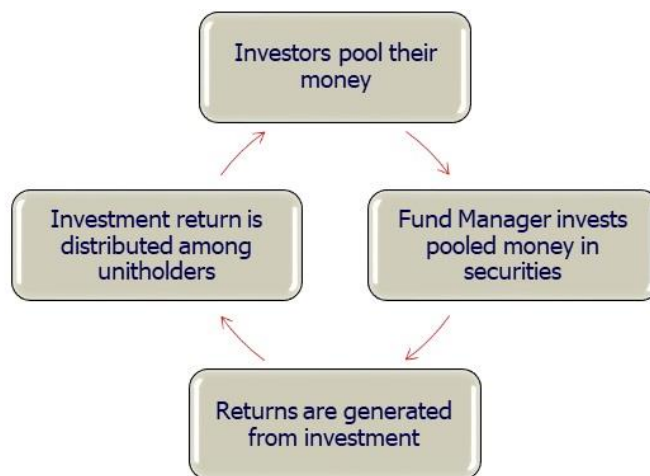 Investors pool their
money
Fund Manager invests
pooled money in
securities
Returns are generated
from investment
Investment return is
distributed among
unitholders